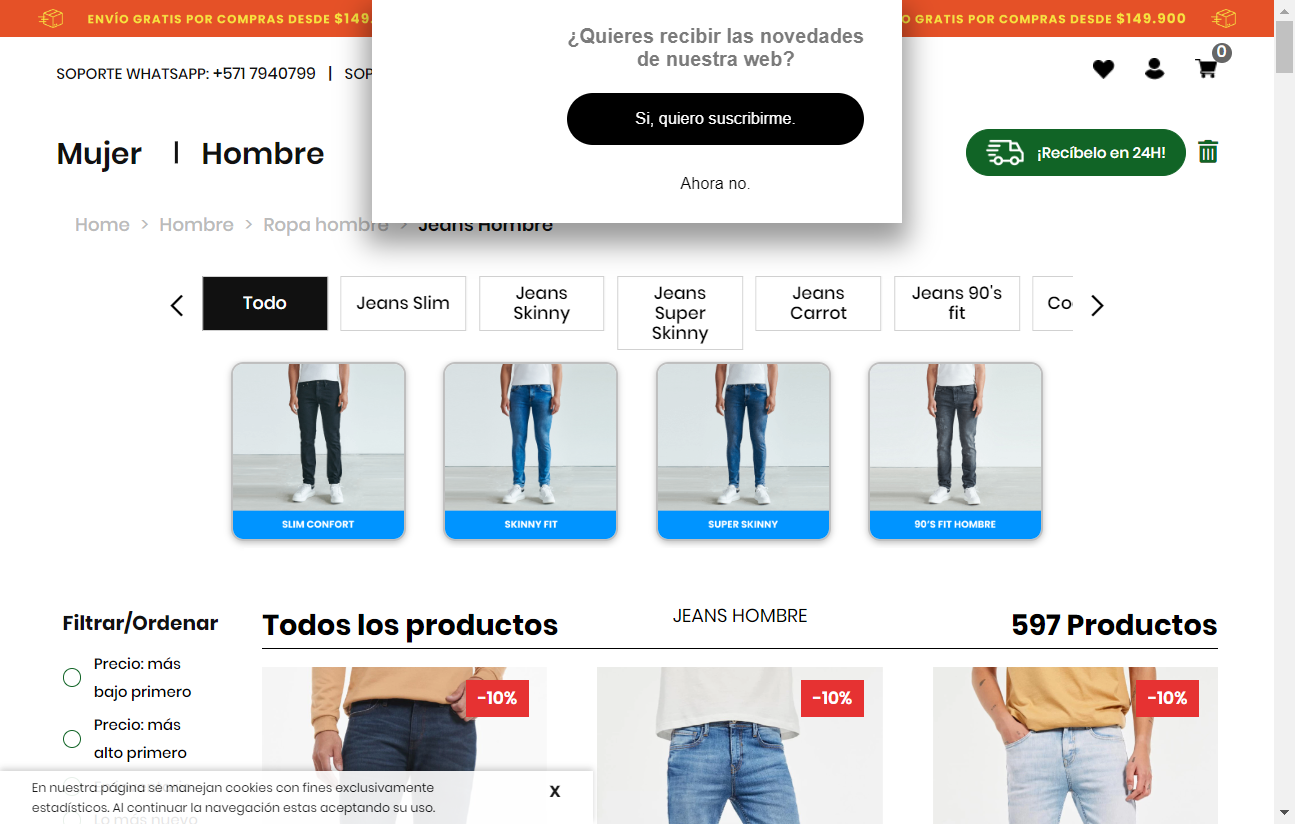 ENVÍO GRATIS POR COMPRAS DESDE $149.
O GRATIS POR COMPRAS DESDE $149.900
¿Quieres recibir las novedades
de nuestra web?
Si, quiero suscribirme.
Ahora no.
SOPORTE WHATSAPP: +571 7940799 | SOP
0
Mujer | Hombre
¡Recíbelo en 24H!
Home > Hombre > Ropa hombre > Jeans Hombre
Todo
Jeans Slim
Jeans
Skinny
Jeans
Super
Skinny
Jeans
Carrot
Jeans 90's
fit
Co
SLIM CONFORT
SKINNY FIT
SUPER SKINNY
90'S FIT HOMBRE
Filtrar/Ordenar
Todos los productos
JEANS HOMBRE
597 Productos
Precio: más
bajo primero
Precio: más
alto primero
-10%
-10%
-10%
En nuestra página se manejan cookies con fines exclusivamente
estadísticos. Al continuar la navegación estas aceptando su uso.
X
Lo más nuevo